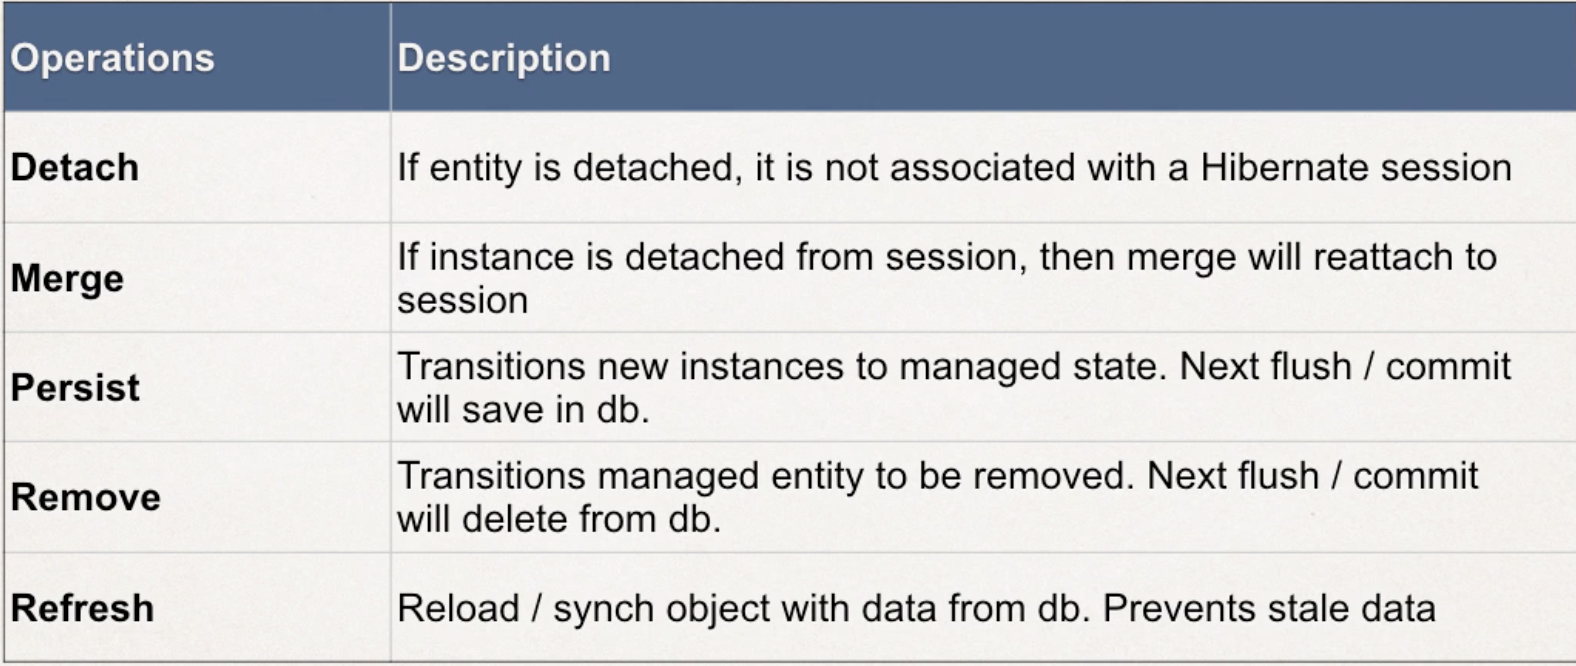 Operations
Description
Detach
If entity is detached, it is not associated with a Hibernate session
Merge
If instance is detached from session, then merge will reattach to
session
Persist
Transitions new instances to managed state. Next flush / commit
will save in db.
Remove
Transitions managed entity to be removed. Next flush / commit
will delete from db.
Refresh
Reload / synch object with data from db. Prevents stale data